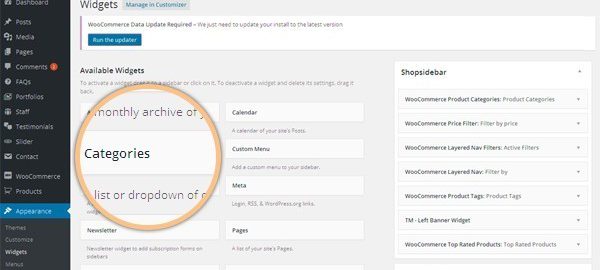 Dashboard
Posts
Media
Pages
Comments
FAQs
Portfolios
Staff
Testimonials
Slider
Contact
WooCommerce
Products
Appearance
Themes
Customize
Widgets
Menus
Widgets Manage in Customizer
WooCommerce Data Update Required – We just need to update your install to the latest version
Run the updater
Available Widgets
To activate a widget drag it to a sidebar or click on it. To deactivate a widget and delete its settings, drag it
back.
monthly archive of
Categories
list or dropdown of
Calendar
A calendar of your site's Posts.
Custom Menu
Add a custom menu to your sidebar.
Meta
Login, RSS, & WordPress.org links.
Newsletter
Newsletter widget to add subscription forms on
sidebars
Pages
A list of your site's Pages.
Shopsidebar
WooCommerce Product Categories: Product Categories
WooCommerce Price Filter: Filter by price
WooCommerce Layered Nav Filters: Active Filters
WooCommerce Layered Nav: Filter by
WooCommerce Product Tags: Product Tags
TM - Left Banner Widget
WooCommerce Top Rated Products: Top Rated Products